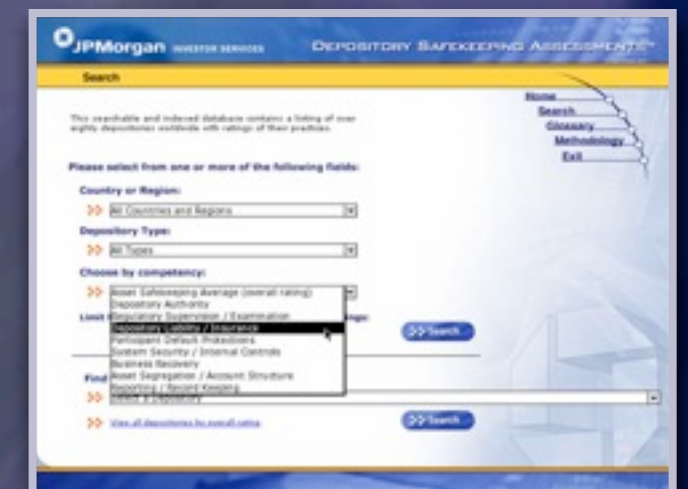 JPMorgan INVESTOR SERVICES
DEPOSITORY SAFEKEEPING ASSESSMENTS
Search
Home
Search
Glossary
Methodology
Exit
This searchable and indexed database contains a listing of over
eighty depositories worldwide with ratings of their practices.
Please select from one or more of the following fields:
Country or Region:
>> All Countries and Regions
Depository Type:
>> All Types
Choose by competency:
>> Asset Safekeeping Average (overall rating)
Depository Authority
Regulatory Supervision / Examination
Depository Liability / Insurance
Participant Default Protections
System Security / Internal Controls
Business Recovery
Asset Segregation / Account Structure
Reporting / Record Keeping
Limit
>> Search
Find
>> Select a Depository
>> View all depositories by overall rating
>> Search